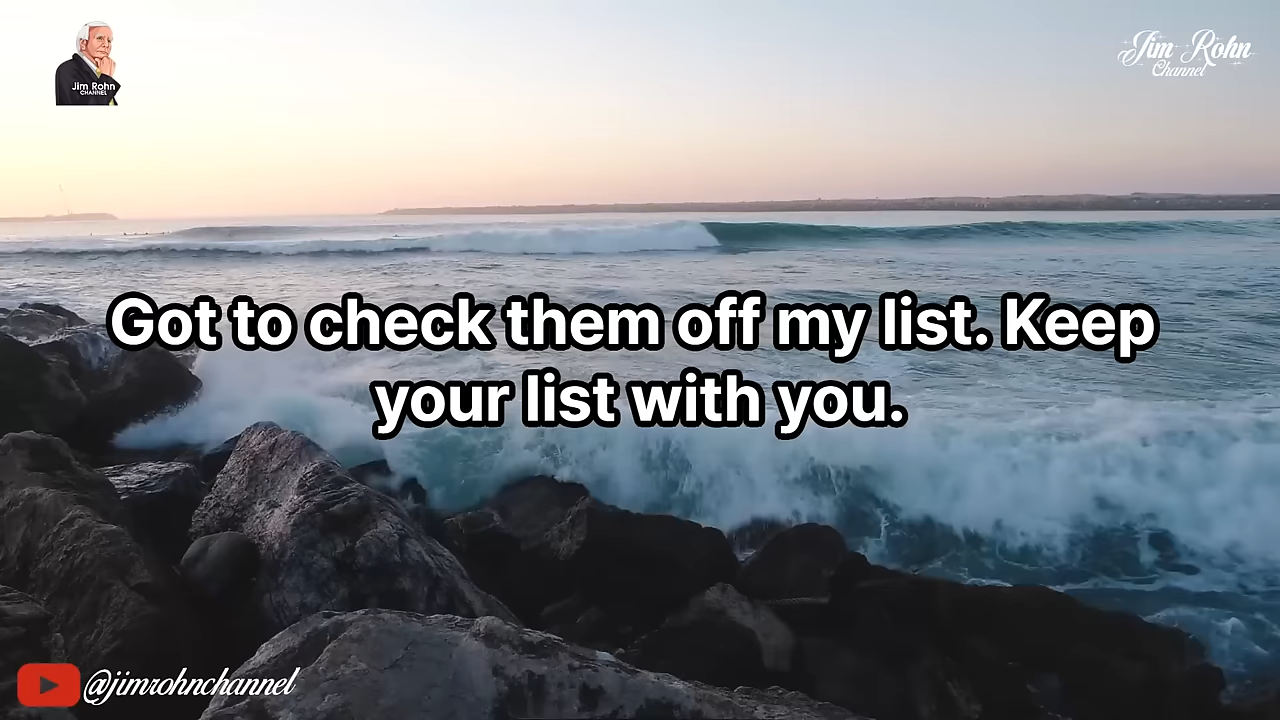 Jim Rohn
CHANNEL
Jim Rohn
Channel
Got to check them off my list. Keep
your list with you.
@jimrohnchannel